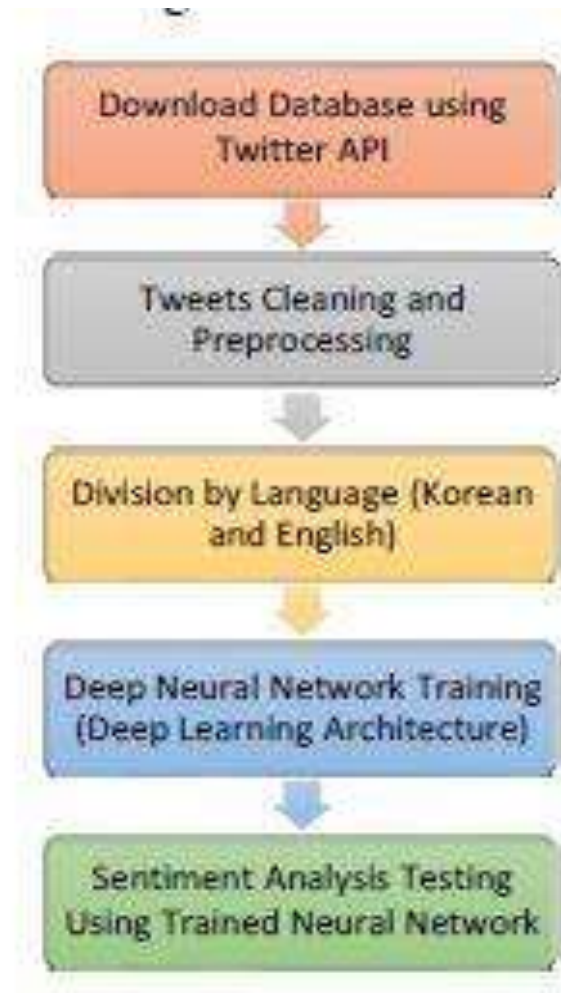 Download Database using
Twitter API
Tweets Cleaning and
Preprocessing
Division by Language (Korean
and English)
Deep Neural Network Training
(Deep Learning Architecture)
Sentiment Analysis Testing
Using Trained Neural Network